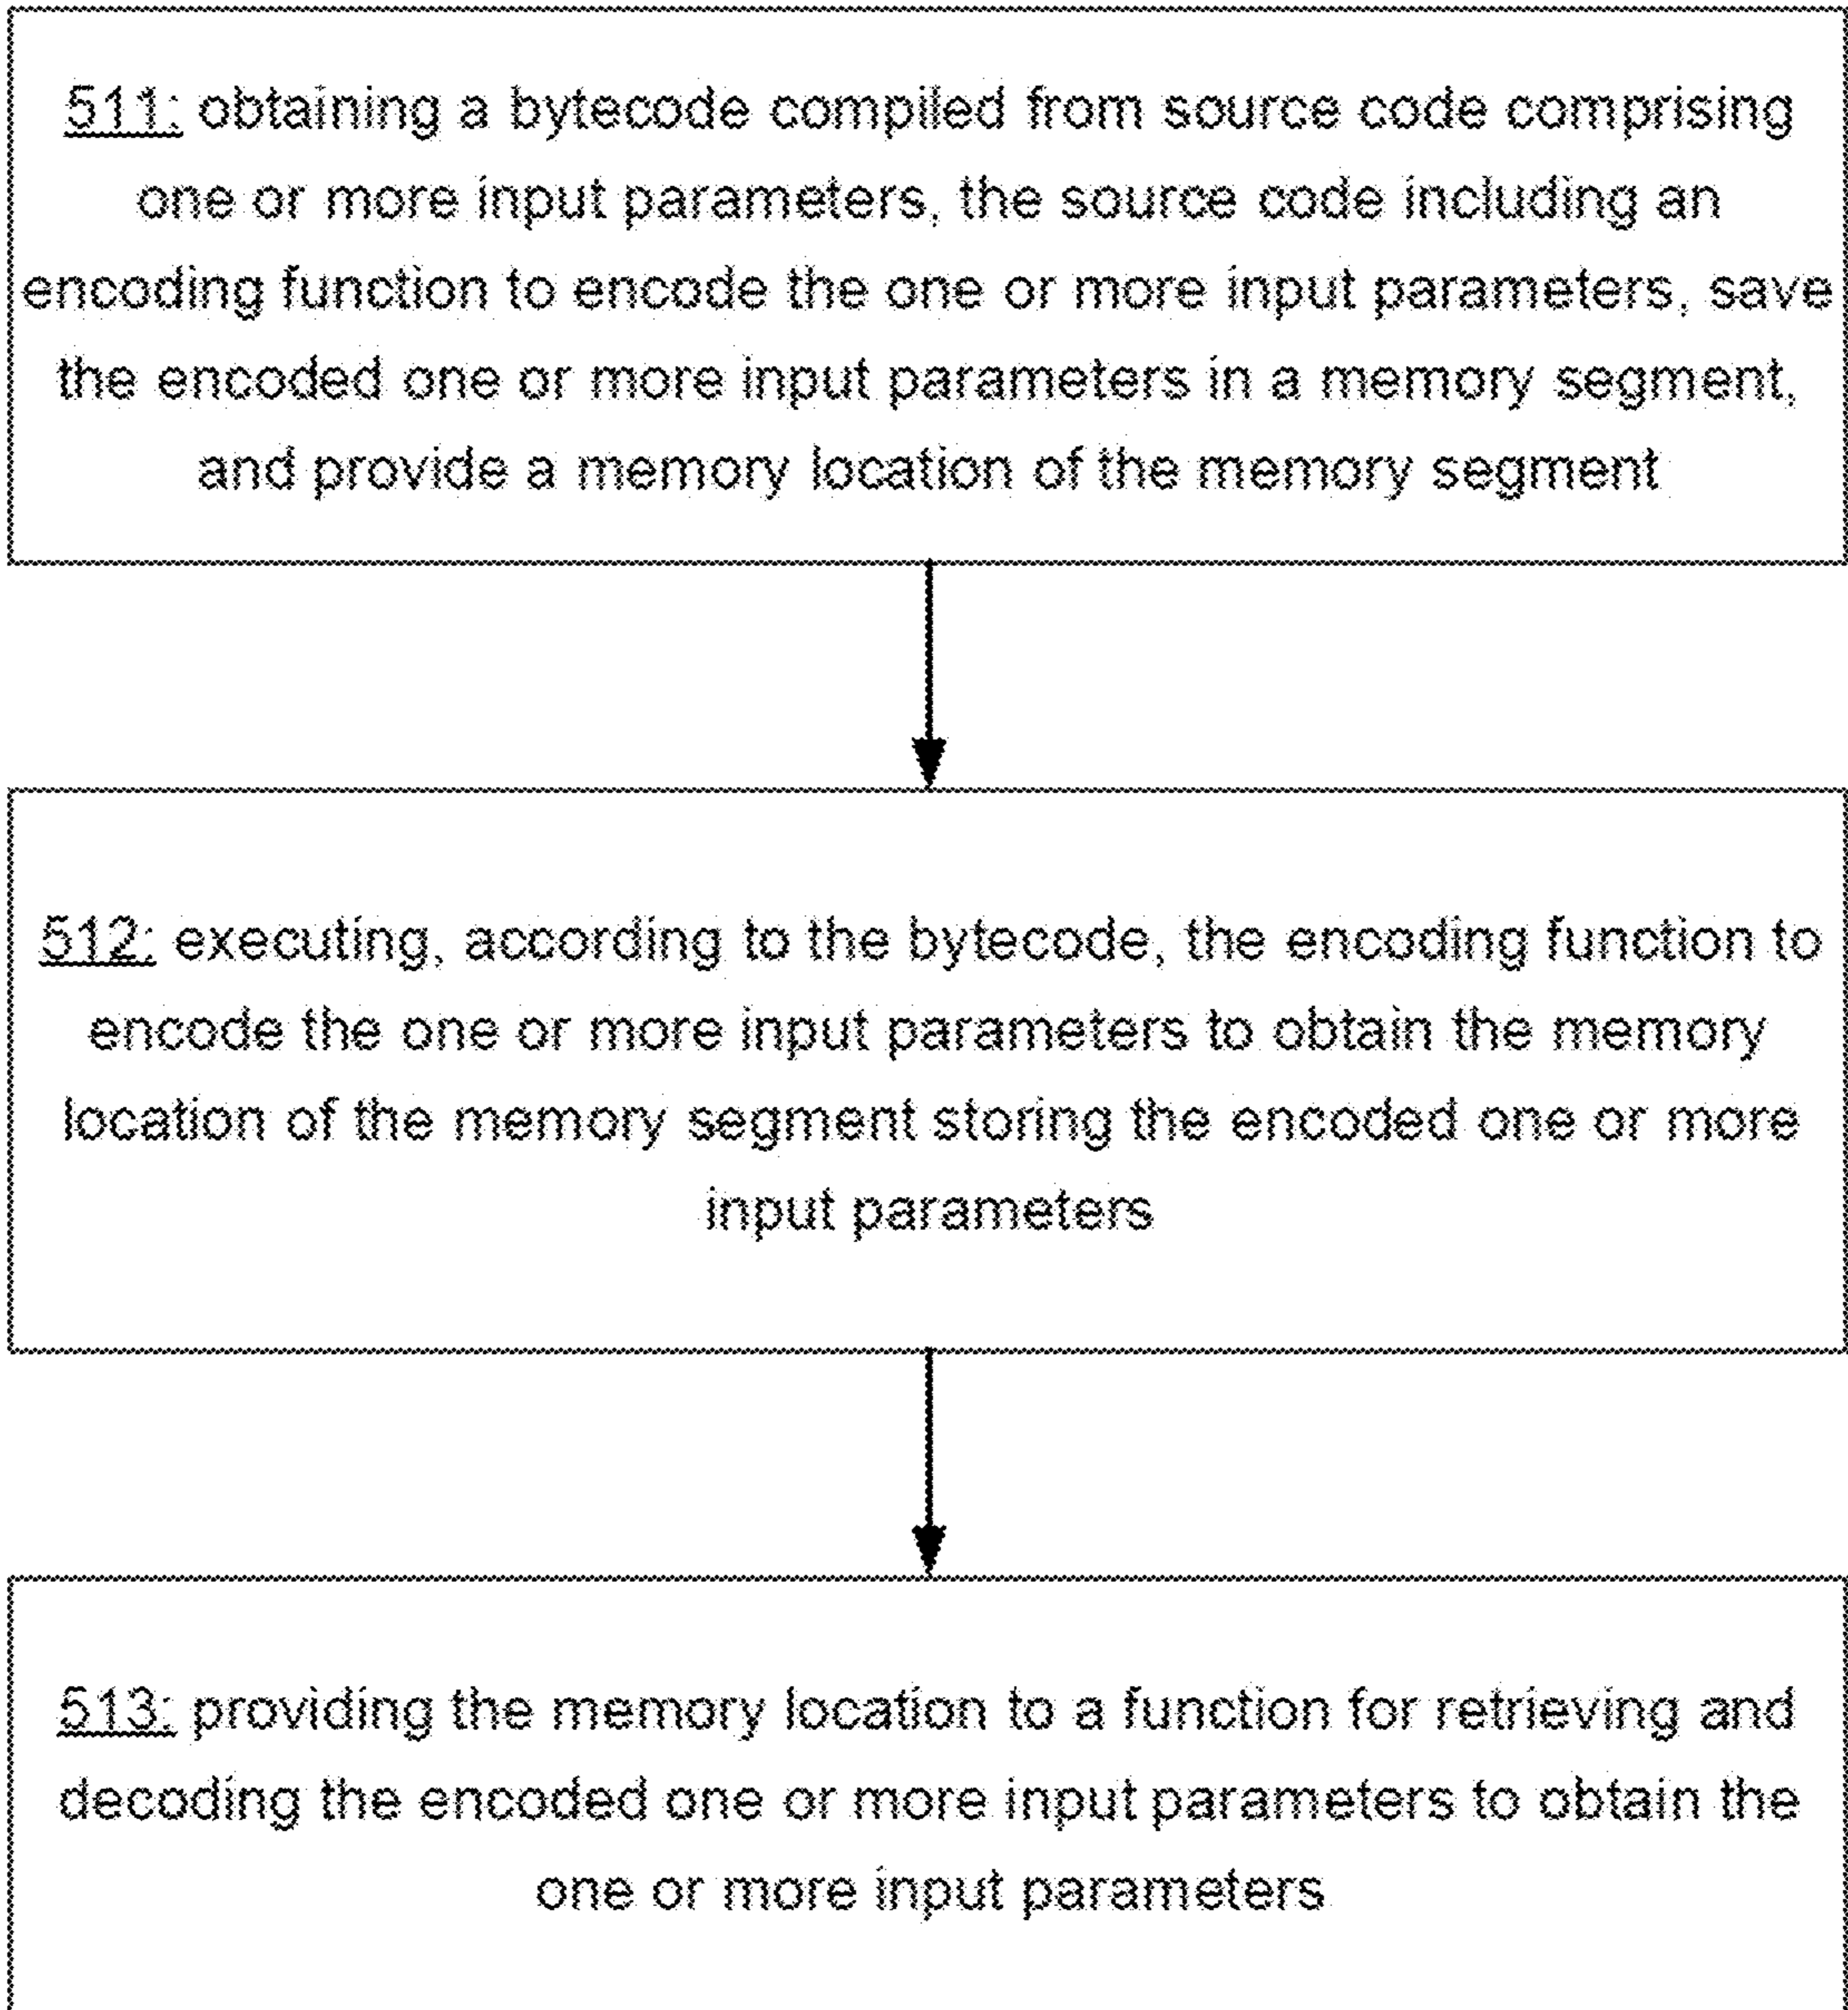 511: obtaining a bytecode compiled from source code comprising
one or more input parameters, the source code including an
encoding function to encode the one or more input parameters, save
the encoded one or more input parameters in a memory segment,
and provide a memory location of the memory segment
512: executing, according to the bytecode, the encoding function to
encode the one or more input parameters to obtain the memory
location of the memory segment storing the encoded one or more
input parameters
513: providing the memory location to a function for retrieving and
decoding the encoded one or more input parameters to obtain the
one or more input parameters